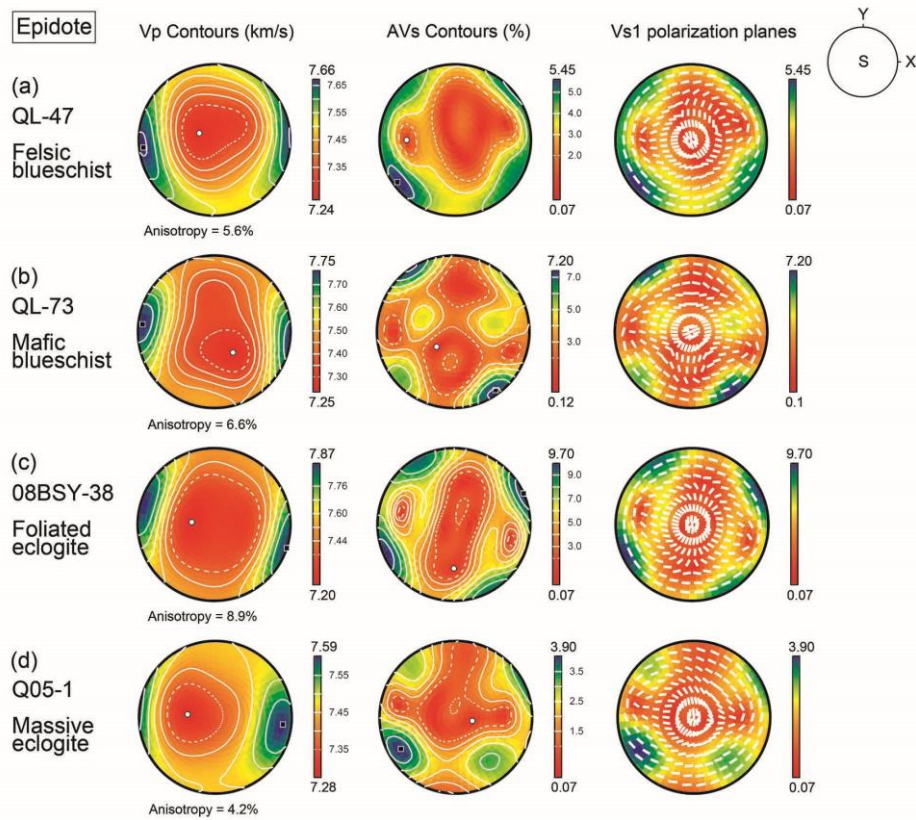 Epidote
Vp Contours (km/s)
AVs Contours (%)
Vs1 polarization planes
Y
S
X
(a)
QL-47
Felsic
blueschist
7.66
7.65
7.55
7.45
7.35
7.24
Anisotropy = 5.6%
5.45
5.0
4.0
3.0
2.0
0.07
5.45
0.07
(b)
QL-73
Mafic
blueschist
7.75
7.70
7.60
7.50
7.40
7.30
7.25
Anisotropy = 6.6%
7.20
7.0
5.0
3.0
0.12
7.20
0.1
(c)
08BSY-38
Foliated
eclogite
7.87
7.76
7.60
7.44
7.20
Anisotropy = 8.9%
9.70
9.0
7.0
5.0
3.0
0.07
9.70
0.07
(d)
Q05-1
Massive
eclogite
7.59
7.55
7.45
7.35
7.28
Anisotropy = 4.2%
3.90
3.5
2.5
1.5
0.07
3.90
0.07